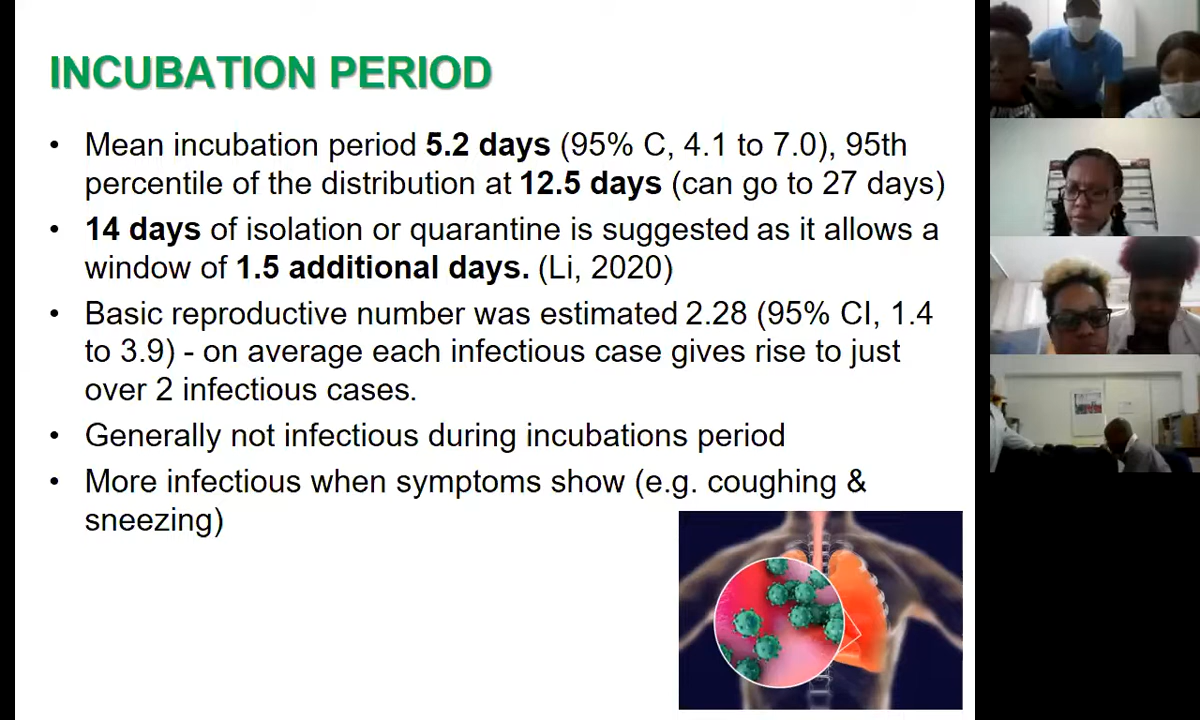 INCUBATION PERIOD
• Mean incubation period 5.2 days (95% C, 4.1 to 7.0), 95th
percentile of the distribution at 12.5 days (can go to 27 days)
• 14 days of isolation or quarantine is suggested as it allows a
window of 1.5 additional days. (Li, 2020)
• Basic reproductive number was estimated 2.28 (95% CI, 1.4
to 3.9) - on average each infectious case gives rise to just
over 2 infectious cases.
• Generally not infectious during incubations period
• More infectious when symptoms show (e.g. coughing &
sneezing)